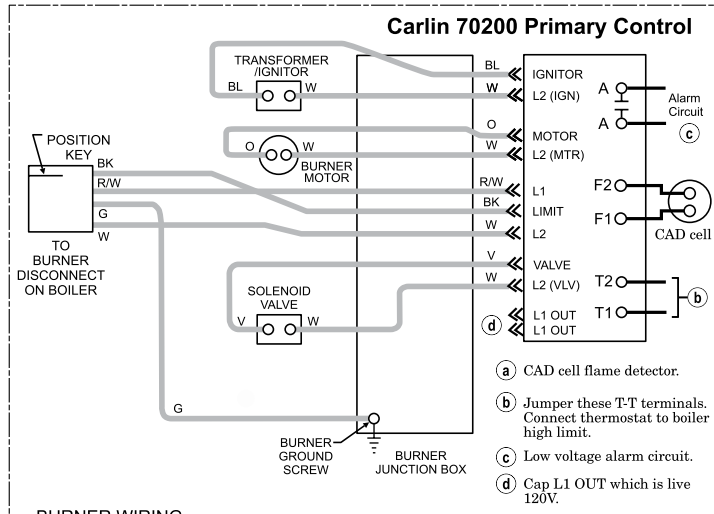 Carlin 70200 Primary Control
TRANSFORMER
/IGNITOR
BL
W
BL
IGNITOR
W
L2 (IGN)
A
A
Alarm
Circuit
c
O
W
BURNER
MOTOR
O
MOTOR
W
L2 (MTR)
POSITION
KEY
BK
R/W
G
W
TO
BURNER
DISCONNECT
ON BOILER
R/W
L1
BK
LIMIT
W
L2
F2
F1
CAD cell
V
VALVE
W
L2 (VLV)
T2
T1
b
SOLENOID
VALVE
V
W
L1 OUT
L1 OUT
d
G
BURNER
GROUND
SCREW
BURNER
JUNCTION BOX
a CAD cell flame detector.
b Jumper these T-T terminals.
Connect thermostat to boiler
high limit.
c Low voltage alarm circuit.
d Cap L1 OUT which is live
120V.
BURNER WIRING